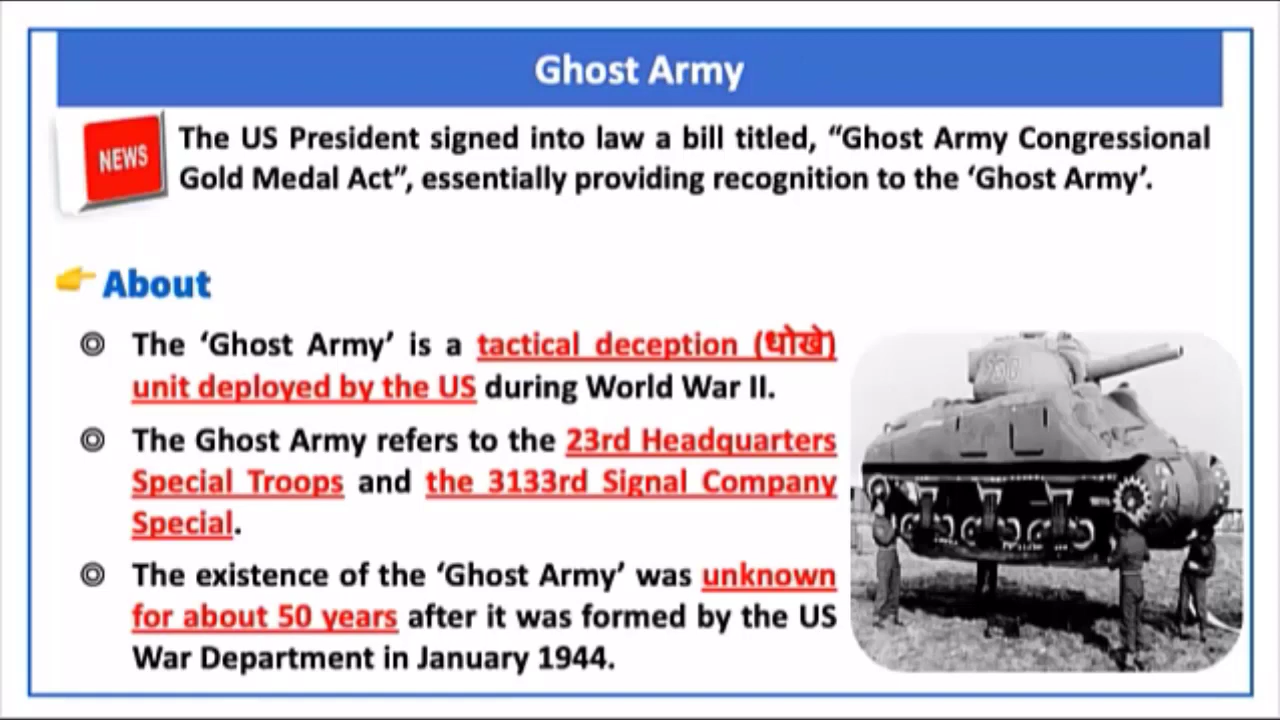 Ghost Army
NEWS
The US President signed into law a bill titled, “Ghost Army Congressional
Gold Medal Act”, essentially providing recognition to the ‘Ghost Army’.
About
The ‘Ghost Army’ is a tactical deception (धोखे)
unit deployed by the US during World War II.
The Ghost Army refers to the 23rd Headquarters
Special Troops and the 3133rd Signal Company
Special.
The existence of the ‘Ghost Army’ was unknown
for about 50 years after it was formed by the US
War Department in January 1944.